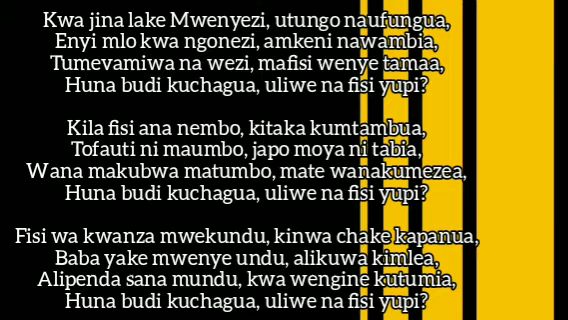 Kwa jina lake Mwenyezi, utungo naufungua,
Enyi mlo kwa ngonezi, amkeni nawambia,
Tumevamiwa na wezi, mafisi wenye tamaa,
Huna budi kuchagua, uliwe na fisi yupi?
Kila fisi ana nembo, kitaka kumtambua,
Tofauti ni maumbo, japo moya ni tabia,
Wana makubwa matumbo, mate wanakumezea,
Huna budi kuchagua, uliwe na fisi yupi?
Fisi wa kwanza mwekundu, kinwa chake kapanua,
Baba yake mwenye undu, alikuwa kimlea,
Alipenda sana mundu, kwa wengine kutumia,
Huna budi kuchagua, uliwe na fisi yupi?